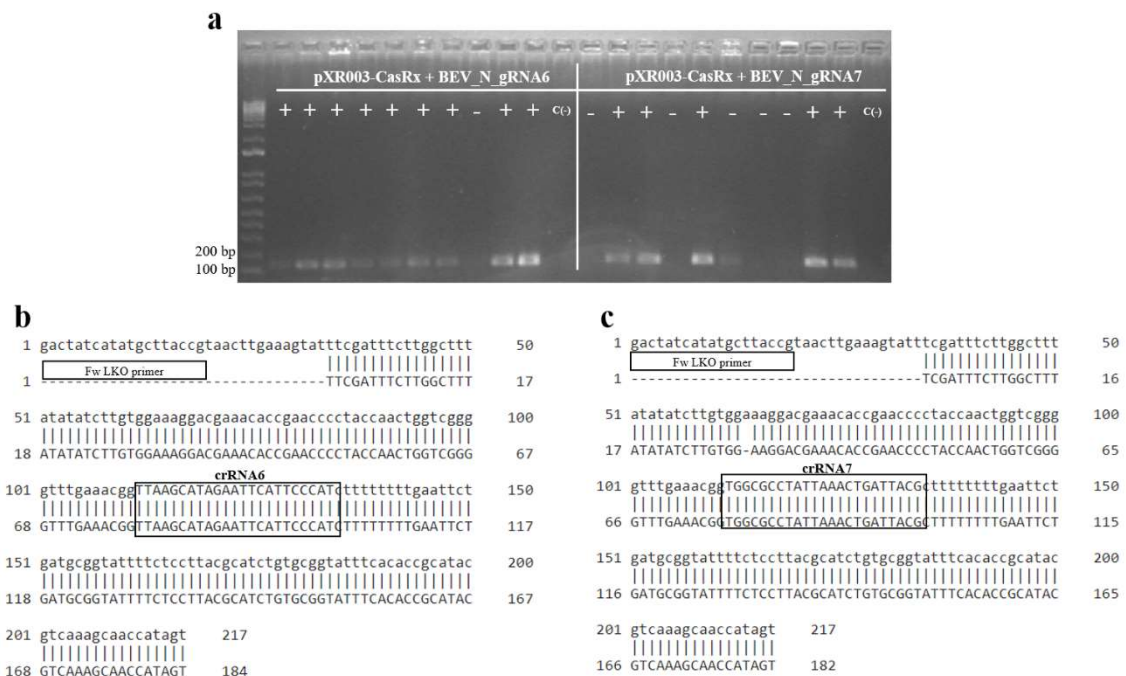 a
pXR003-CasRx + BEV_N_gRNA6
pXR003-CasRx + BEV_N_gRNA7
+ + + + + + + - + + C(-)
- + + - + - - - + + C(-)
200 bp
100 bp
b
1 gactatcatatgcttaccgtaacttgaaagtatttcgatttcttggcttt 50
Fw LKO primer
1 ---------------------------------TTCGATTTCTTGGCTTT 17
51 atatatcttgtggaaaggacgaaacaccgaacccctaccaactggtcggg 100
18 ATATATCTTGTGGAAAGGACGAAACACCGAACCCCTACCAACTGGTCGGG 67
crRNA6
101 gtttgaaacggTTAAGCATAGAATTCATTCCCATctttttttttgaattct 150
68 GTTTGAAACGGTTAAGCATAGAATTCATTCCCATCTTTTTTTTGAATTCT 117
151 gatgcggtattttctccttacgcatctgtgcggtatttcacaccgcatac 200
118 GATGCGGTATTTTCTCCTTACGCATCTGTGCGGTATTTCACACCGCATAC 167
201 gtcaaagcaaccatagt 217
168 GTCAAAGCAACCATAGT 184
c
1 gactatcatatgcttaccgtaacttgaaagtatttcgatttcttggcttt 50
Fw LKO primer
1 ----------------------------------TCGATTTCTTGGCTTT 16
51 atatatcttgtggaaaggacgaaacaccgaacccctaccaactggtcggg 100
17 ATATATCTTGTGG-AAGGACGAAACACCGAACCCCTACCAACTGGTCGGG 65
crRNA7
101 gtttgaaacggTGGCGCCTATTAAACTGATTACGCttttttttgaattct 150
66 GTTTGAAACGGTGGCGCCTATTAAACTGATTACGCTTTTTTTTGAATTCT 115
151 gatgcggtattttctccttacgcatctgtgcggtatttcacaccgcatac 200
116 GATGCGGTATTTTCTCCTTACGCATCTGTGCGGTATTTCACACCGCATAC 165
201 gtcaaagcaaccatagt 217
166 GTCAAAGCAACCATAGT 182